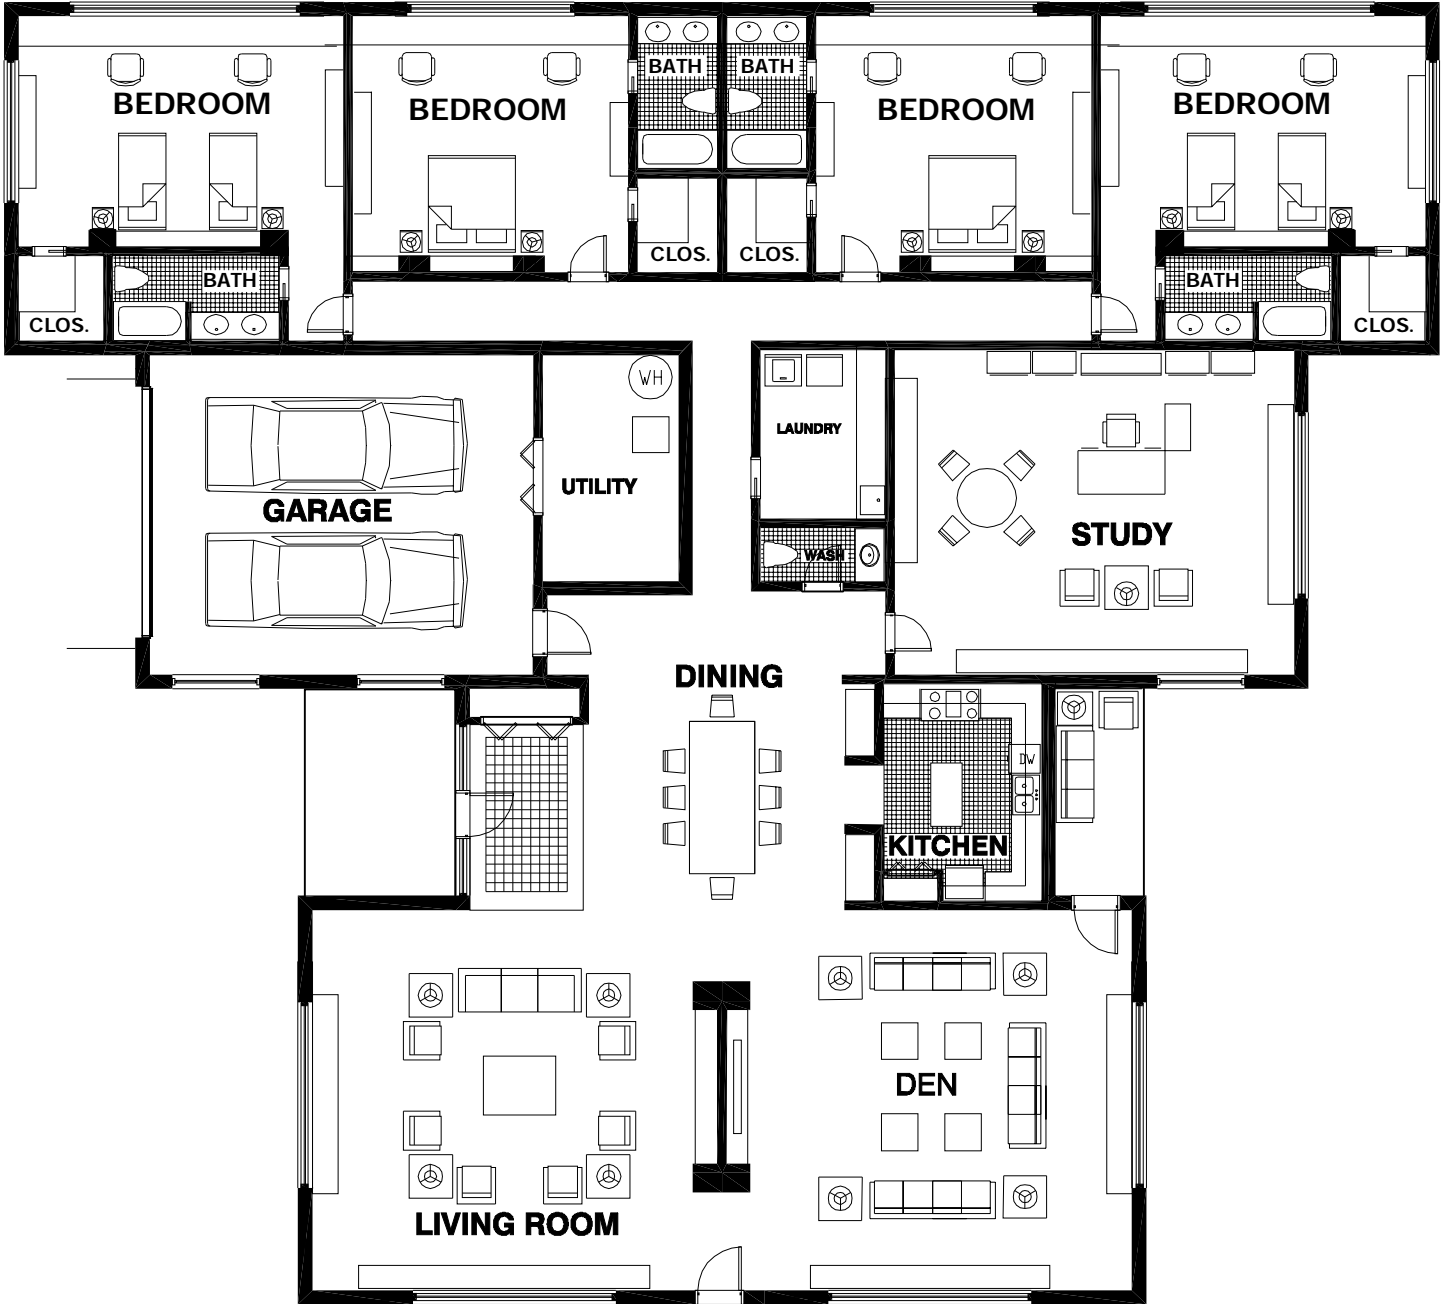 BATH
BATH
BEDROOM
BEDROOM
BEDROOM
BEDROOM
CLOS.
CLOS.
BATH
BATH
CLOS.
CLOS.
WH
LAUNDRY
UTILITY
GARAGE
STUDY
WASH
DINING
DW
KITCHEN
DEN
LIVING ROOM